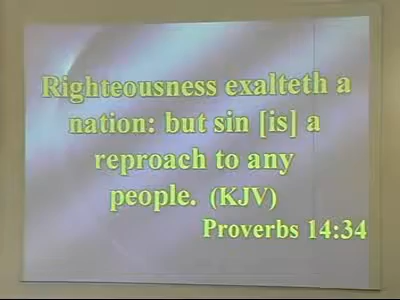 Righteousness exalteth a
nation: but sin [is] a
reproach to any
people. (KJV)
Proverbs 14:34